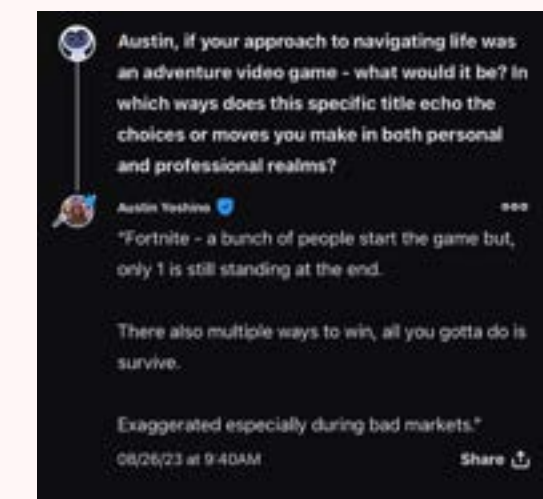 Austin, if your approach to navigating life was
an adventure video game - what would it be? In
which ways does this specific title echo the
choices or moves you make in both personal
and professional realms?
Austin Yoshino
"Fortnite - a bunch of people start the game but,
only 1 is still standing at the end.
There also multiple ways to win, all you gotta do is
survive.
Exaggerated especially during bad markets."
08/26/23 at 9:40AM Share